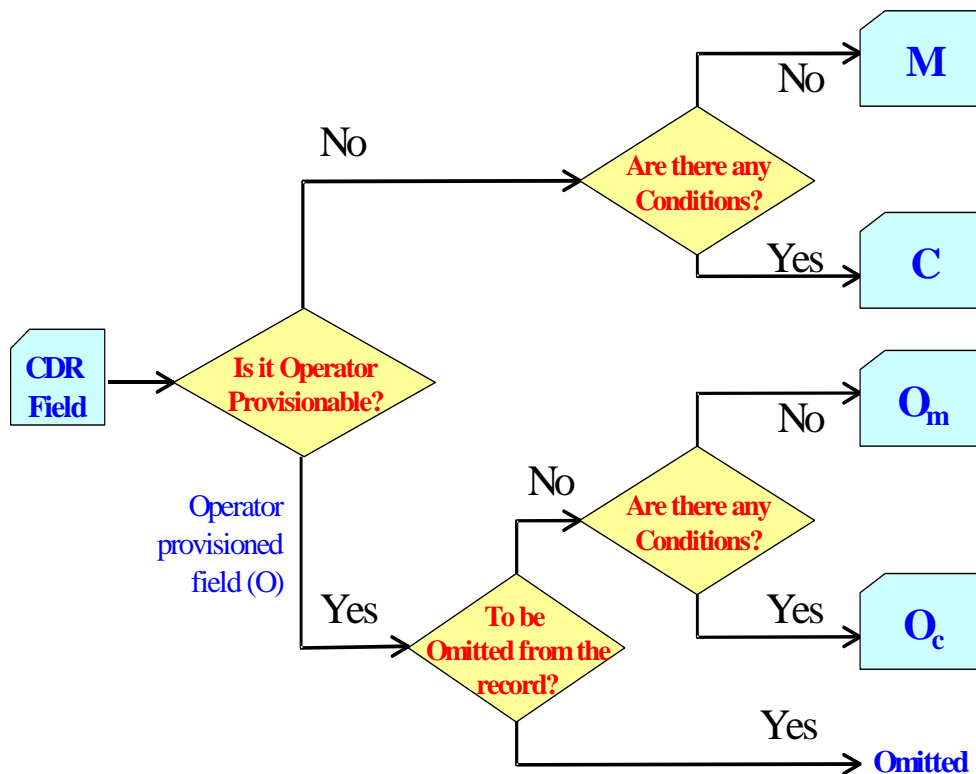 M
No
No
Are there any
Conditions?
Yes
C
CDR
Field
Is it Operator
Provisionable?
Om
No
Operator
provisioned
field (O)
No
Are there any
Conditions?
Yes
To be
Omitted from the
record?
Yes
Oc
Yes
Omitted